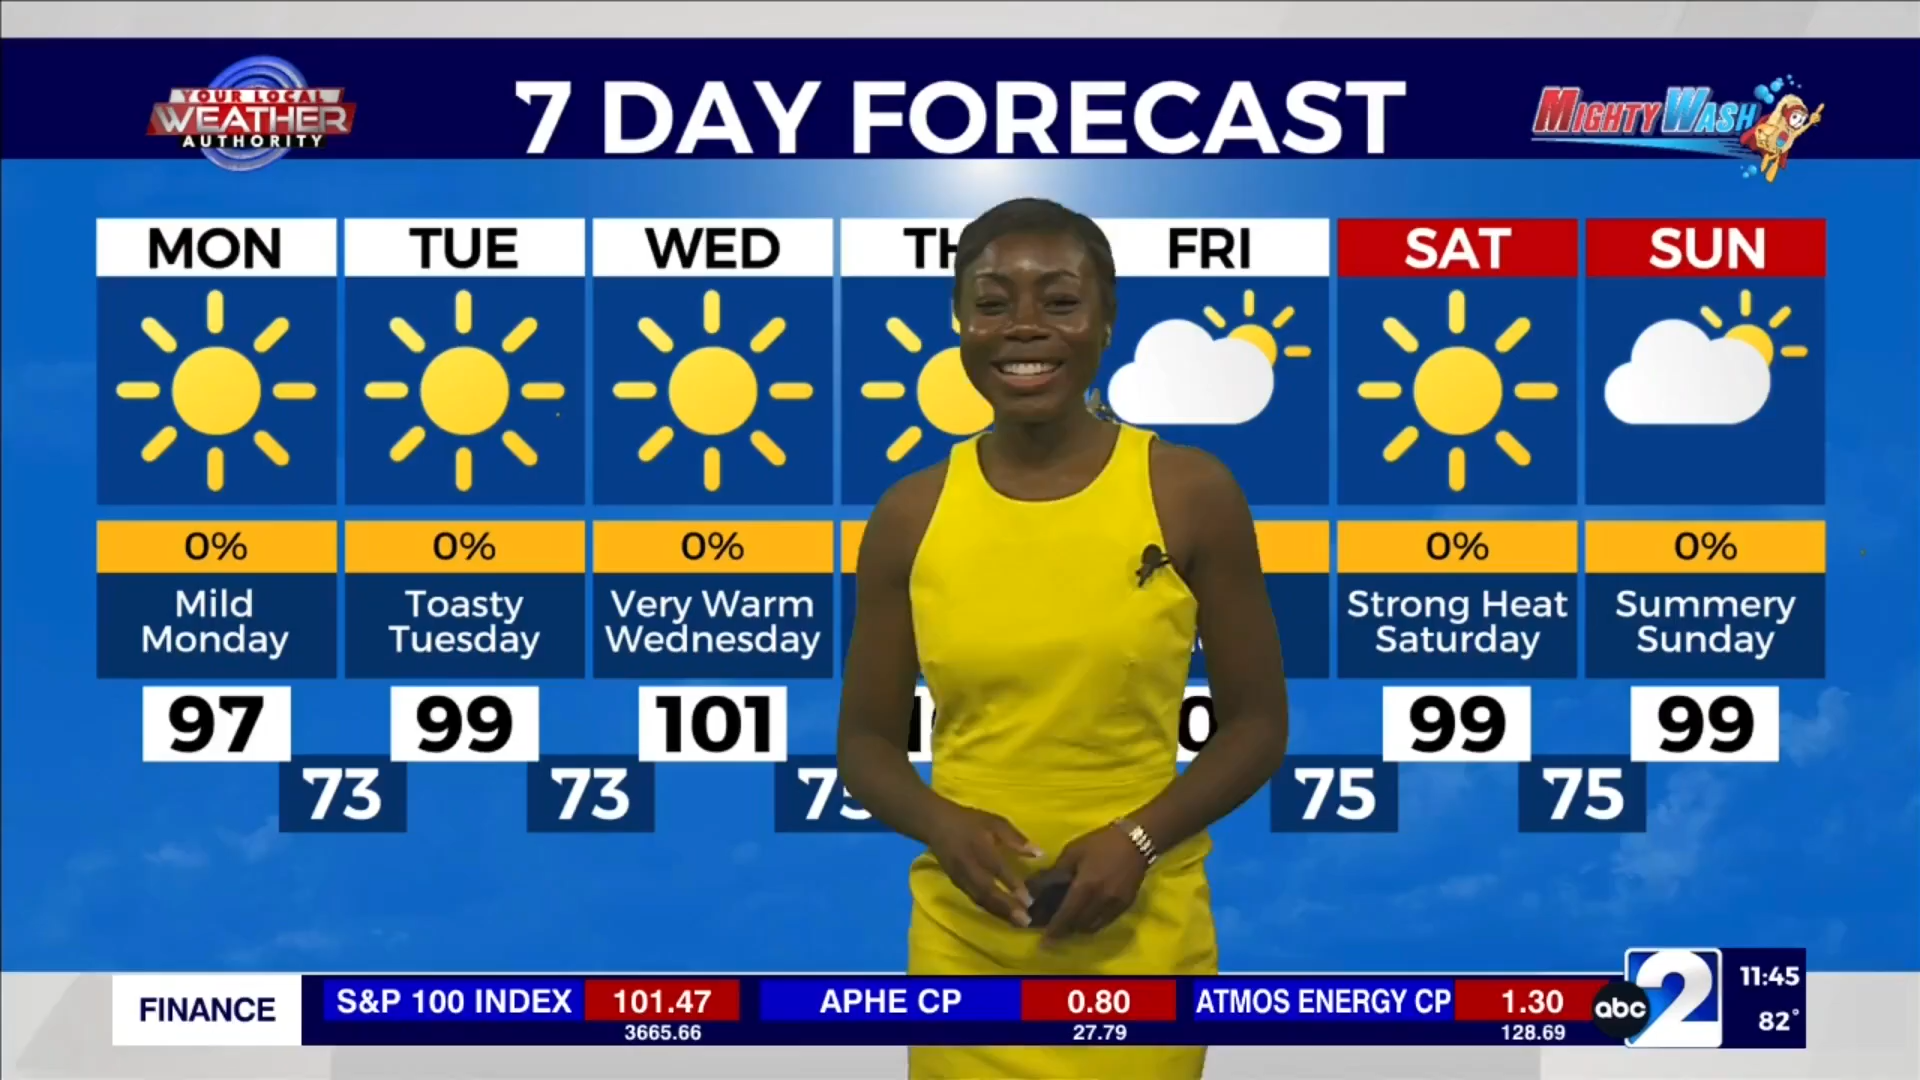 YOUR LOCAL
WEATHER
AUTHORITY
7 DAY FORECAST
MIGHTY WASH
MON TUE WED FRI SAT SUN
0% 0% 0% 0% 0%
Mild
Monday
Toasty
Tuesday
Very Warm
Wednesday
Strong Heat
Saturday
Summery
Sunday
97 99 101 99 99
73 73 75 75
FINANCE
S&P 100 INDEX 101.47
3665.66
APHE CP 0.80
27.79
ATMOS ENERGY CP 1.30
128.69
abc 2
11:45
82°